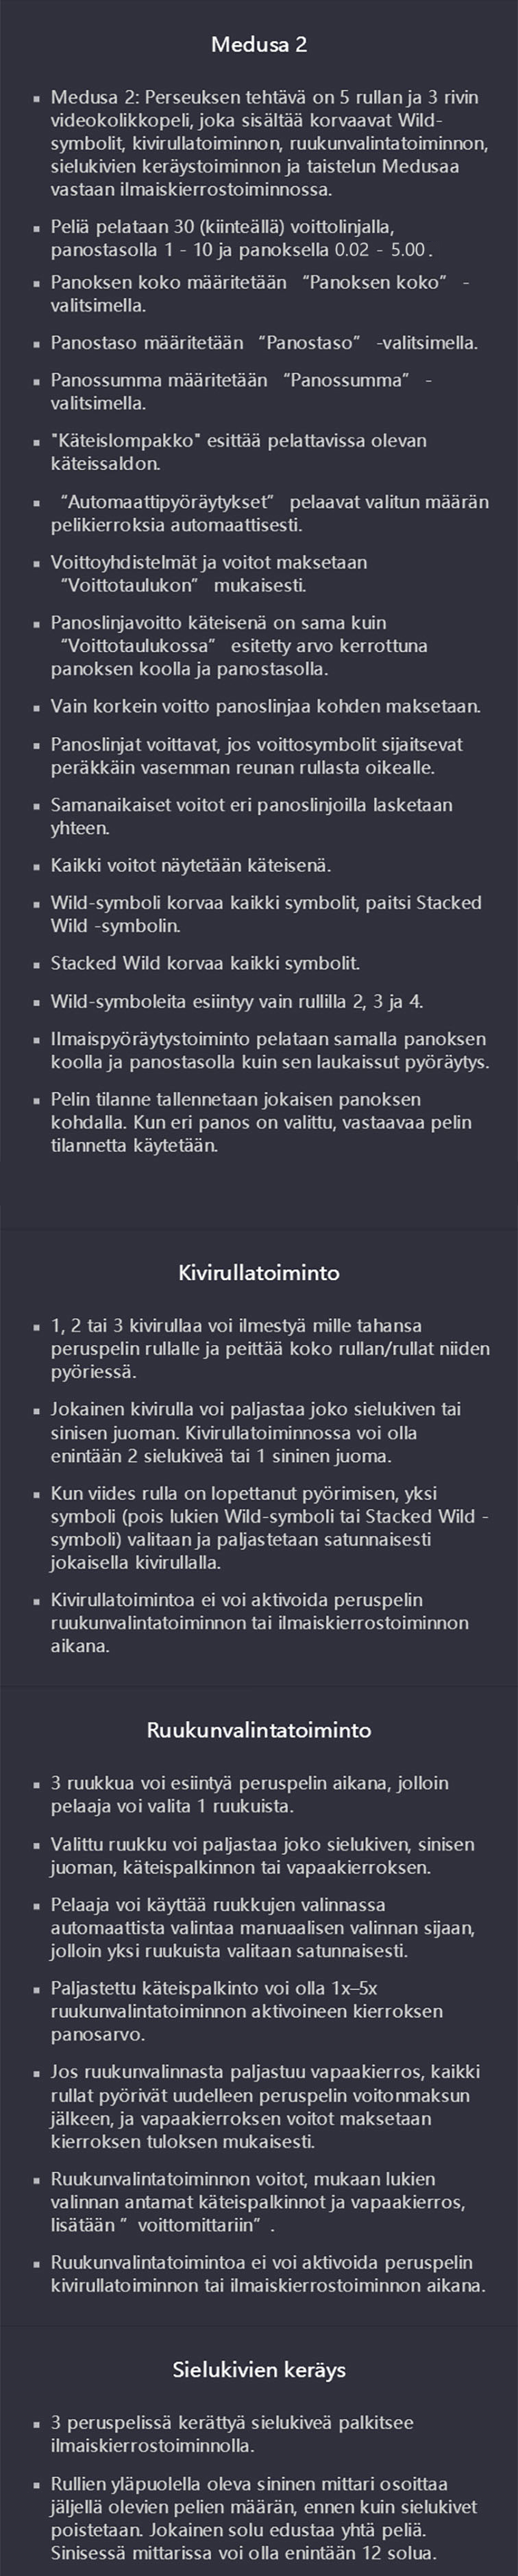 Medusa 2
▪ Medusa 2: Perseuksen tehtävä on 5 rullan ja 3 rivin
videokolikkopeli, joka sisältää korvaavat Wild-
symbolit, kivirullatoiminnon, ruukunvalintatoiminnon,
sielukivien keräystoiminnon ja taistelun Medusaa
vastaan ilmaiskierrostoiminnossa.
▪ Peliä pelataan 30 (kiinteällä) voittolinjalla,
panostasolla 1 - 10 ja panoksella 0.02 - 5.00 .
▪ Panoksen koko määritetään “Panoksen koko” -
valitsimella.
▪ Panostaso määritetään “Panostaso” -valitsimella.
▪ Panossumma määritetään “Panossumma” -
valitsimella.
▪ "Käteislompakko" esittää pelattavissa olevan
käteissaldon.
▪ “Automaattipyöräytykset” pelaavat valitun määrän
pelikierroksia automaattisesti.
▪ Voittoyhdistelmät ja voitot maksetaan
“Voittotaulukon” mukaisesti.
▪ Panoslinjavoitto käteisenä on sama kuin
“Voittotaulukossa” esitetty arvo kerrottuna
panoksen koolla ja panostasolla.
▪ Vain korkein voitto panoslinjaa kohden maksetaan.
▪ Panoslinjat voittavat, jos voittosymbolit sijaitsevat
peräkkäin vasemman reunan rullasta oikealle.
▪ Samanaikaiset voitot eri panoslinjoilla lasketaan
yhteen.
▪ Kaikki voitot näytetään käteisenä.
▪ Wild-symboli korvaa kaikki symbolit, paitsi Stacked
Wild -symbolin.
▪ Stacked Wild korvaa kaikki symbolit.
▪ Wild-symboleita esiintyy vain rullilla 2, 3 ja 4.
▪ Ilmaispyöräytystoiminto pelataan samalla panoksen
koolla ja panostasolla kuin sen laukaissut pyöräytys.
▪ Pelin tilanne tallennetaan jokaisen panoksen
kohdalla. Kun eri panos on valittu, vastaavaa pelin
tilannetta käytetään.
Kivirullatoiminto
▪ 1, 2 tai 3 kivirullaa voi ilmestyä mille tahansa
peruspelin rullalle ja peittää koko rullan/rullat niiden
pyöriessä.
▪ Jokainen kivirulla voi paljastaa joko sielukiven tai
sinisen juoman. Kivirullatoiminnossa voi olla
enintään 2 sielukiveä tai 1 sininen juoma.
▪ Kun viides rulla on lopettanut pyörimisen, yksi
symboli (pois lukien Wild-symboli tai Stacked Wild -
symboli) valitaan ja paljastetaan satunnaisesti
jokaisella kivirullalla.
▪ Kivirullatoimintoa ei voi aktivoida peruspelin
ruukunvalintatoiminnon tai ilmaiskierrostoiminnon
aikana.
Ruukunvalintatoiminto
▪ 3 ruukkua voi esiintyä peruspelin aikana, jolloin
pelaaja voi valita 1 ruukuista.
▪ Valittu ruukku voi paljastaa joko sielukiven, sinisen
juoman, käteispalkinnon tai vapaakierroksen.
▪ Pelaaja voi käyttää ruukkujen valinnassa
automaattista valintaa manuaalisen valinnan sijaan,
jolloin yksi ruukuista valitaan satunnaisesti.
▪ Paljastettu käteispalkinto voi olla 1x–5x
ruukunvalintatoiminnon aktivoineen kierroksen
panosarvo.
▪ Jos ruukunvalinnasta paljastuu vapaakierros, kaikki
rullat pyörivät uudelleen peruspelin voitonmaksun
jälkeen, ja vapaakierroksen voitot maksetaan
kierroksen tuloksen mukaisesti.
▪ Ruukunvalintatoiminnon voitot, mukaan lukien
valinnan antamat käteispalkinnot ja vapaakierros,
lisätään ” voittomittariin” .
▪ Ruukunvalintatoimintoa ei voi aktivoida peruspelin
kivirullatoiminnon tai ilmaiskierrostoiminnon aikana.
Sielukivien keräys
▪ 3 peruspelissä kerättyä sielukiveä palkitsee
ilmaiskierrostoiminnolla.
▪ Rullien yläpuolella oleva sininen mittari osoittaa
jäljellä olevien pelien määrän, ennen kuin sielukivet
poistetaan. Jokainen solu edustaa yhtä peliä.
Sinisessä mittarissa voi olla enintään 12 solua.